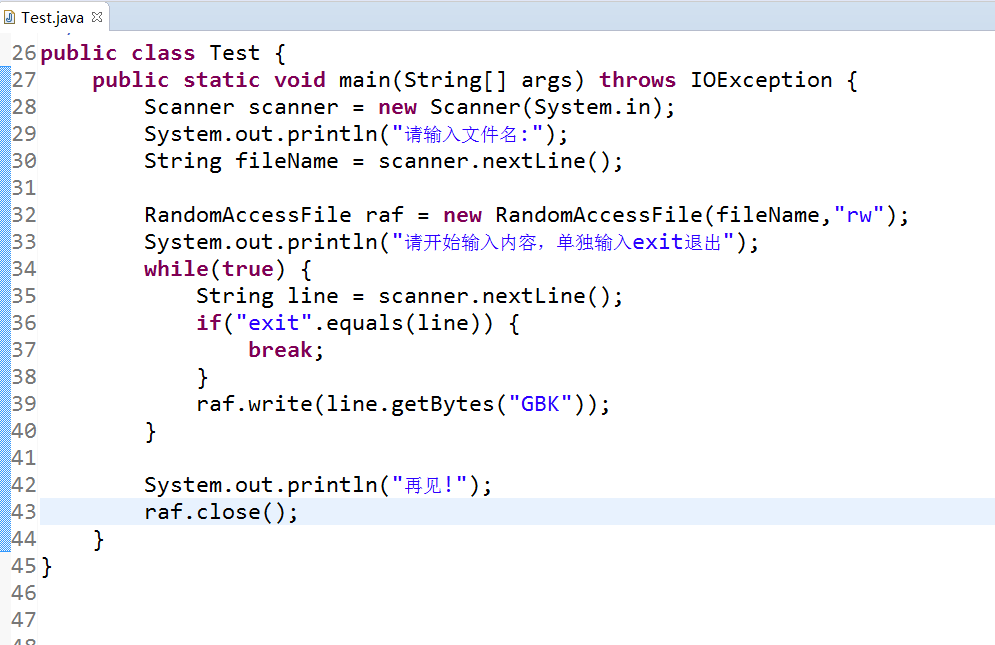 Test.java
26 public class Test {
27 public static void main(String[] args) throws IOException {
28 Scanner scanner = new Scanner(System.in);
29 System.out.println("请输入文件名:");
30 String fileName = scanner.nextLine();
31
32 RandomAccessFile raf = new RandomAccessFile(fileName,"rw");
33 System.out.println("请开始输入内容，单独输入exit退出");
34 while(true) {
35 String line = scanner.nextLine();
36 if("exit".equals(line)) {
37 break;
38 }
39 raf.write(line.getBytes("GBK"));
40 }
41
42 System.out.println("再见!");
43 raf.close();
44 }
45 }
46
47